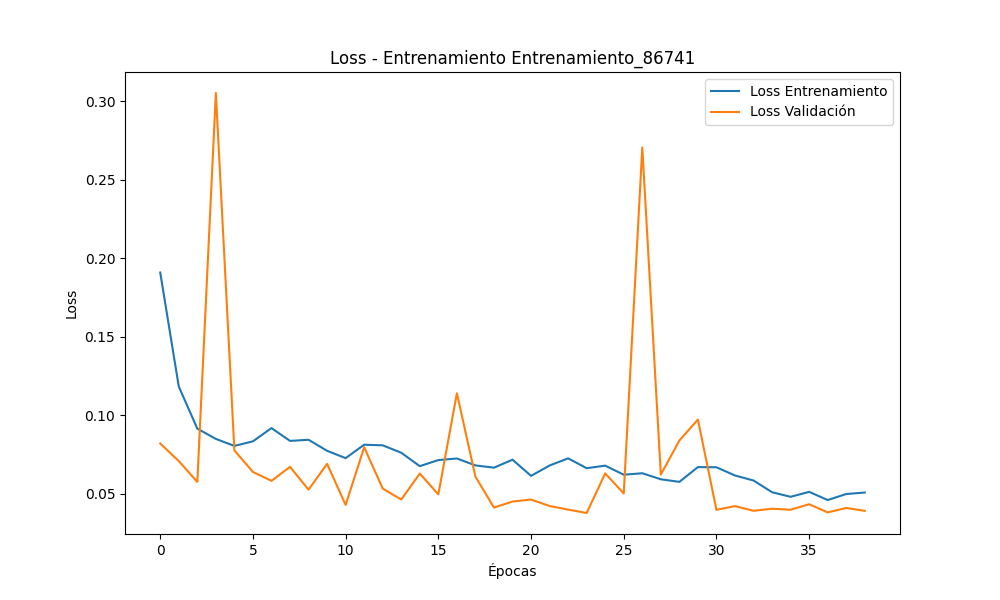 Loss - Entrenamiento Entrenamiento_86741
Loss Entrenamiento
Loss Validación
0.30
0.25
0.20
0.15
0.10
0.05
Loss
0 5 10 15 20 25 30 35
Épocas